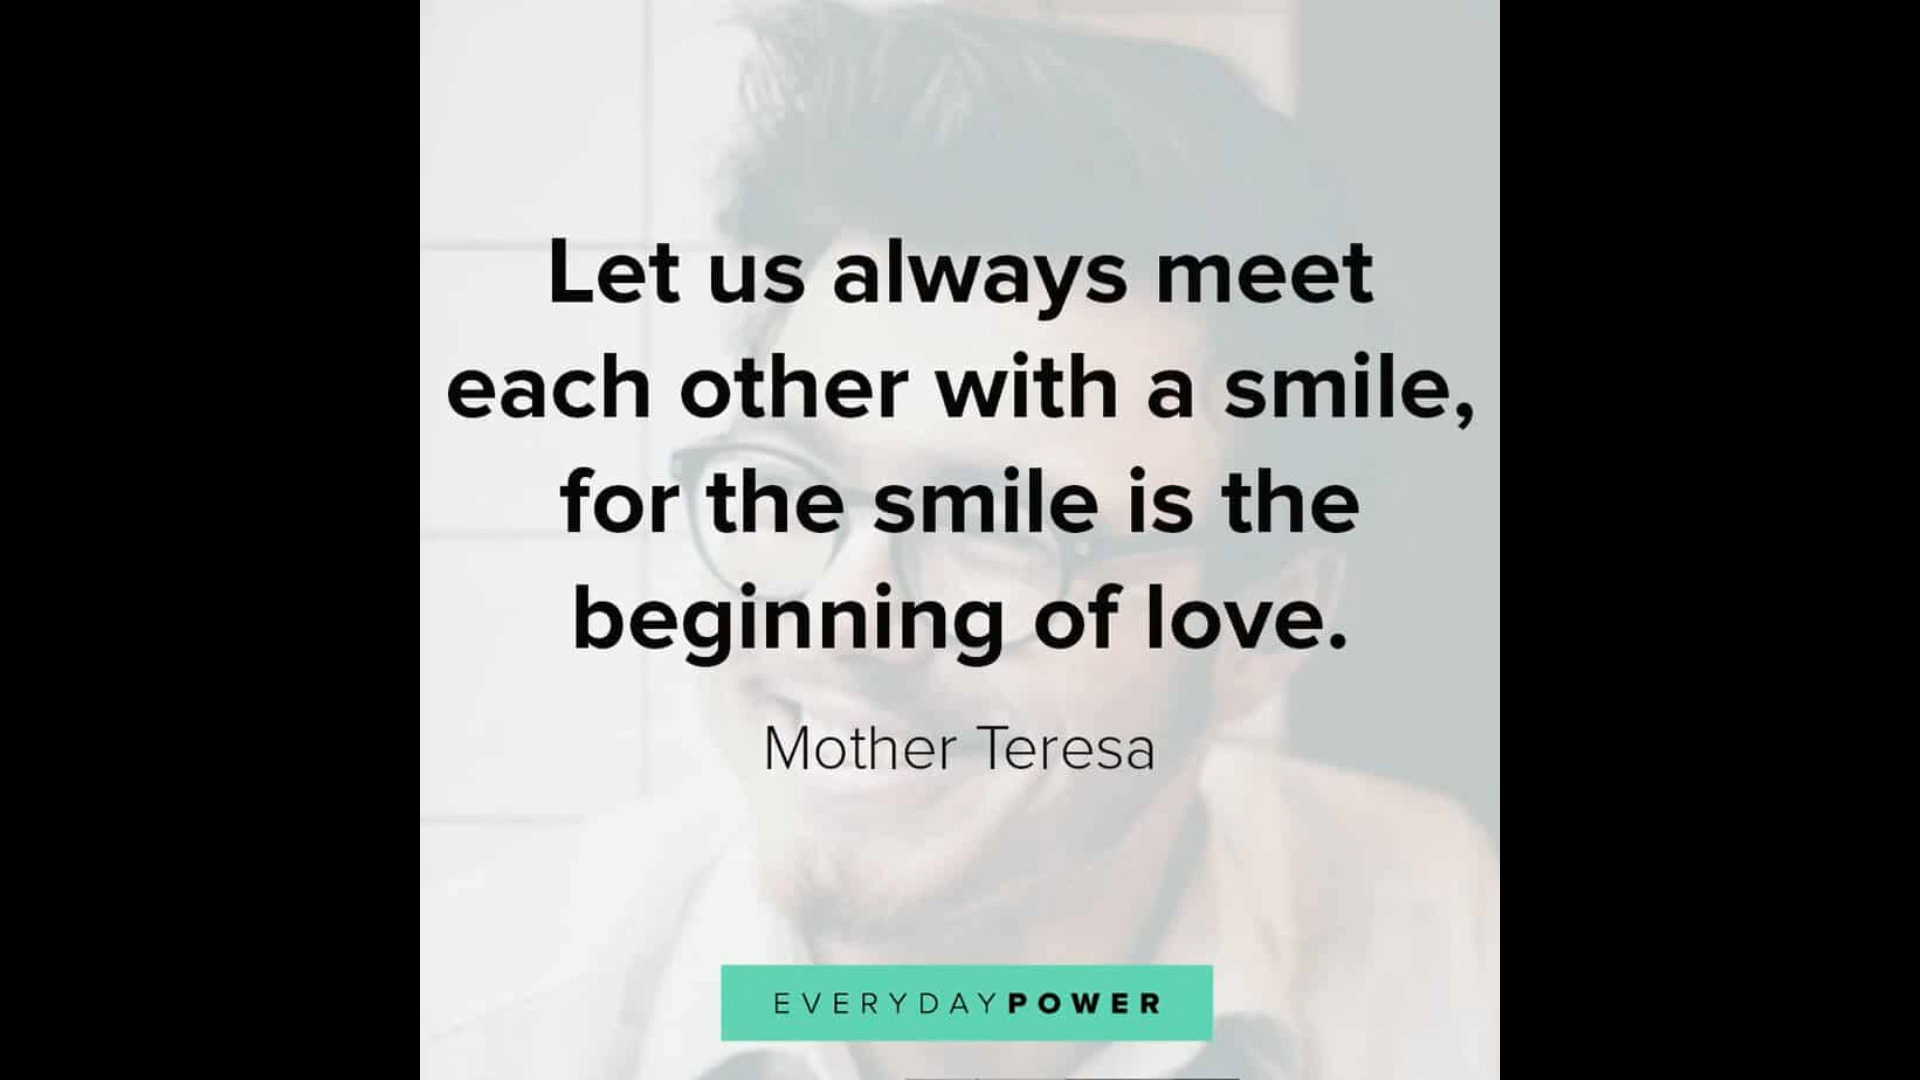 Let us always meet
each other with a smile,
for the smile is the
beginning of love.
Mother Teresa
EVERYDAYPOWER